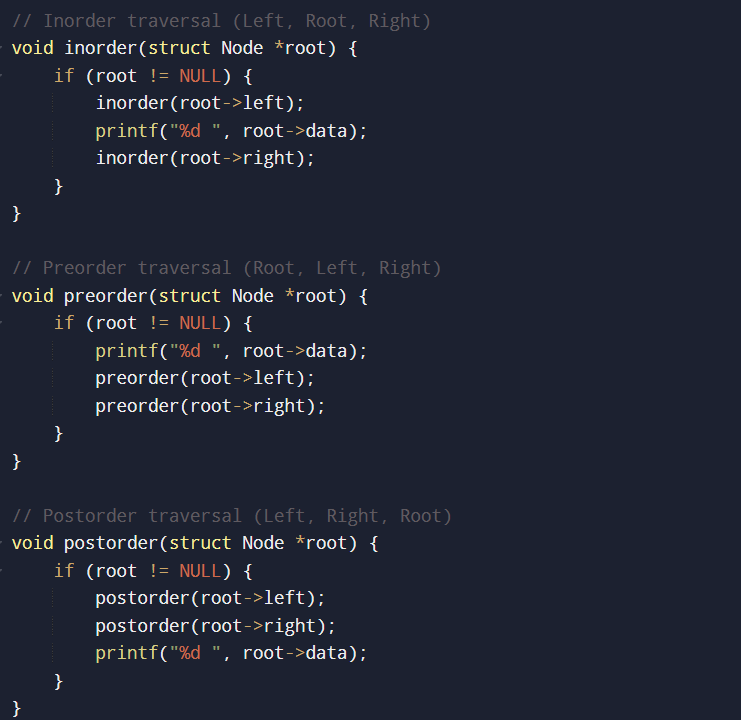 // Inorder traversal (Left, Root, Right)
void inorder(struct Node *root) {
    if (root != NULL) {
        inorder(root->left);
        printf("%d ", root->data);
        inorder(root->right);
    }
}

// Preorder traversal (Root, Left, Right)
void preorder(struct Node *root) {
    if (root != NULL) {
        printf("%d ", root->data);
        preorder(root->left);
        preorder(root->right);
    }
}

// Postorder traversal (Left, Right, Root)
void postorder(struct Node *root) {
    if (root != NULL) {
        postorder(root->left);
        postorder(root->right);
        printf("%d ", root->data);
    }
}